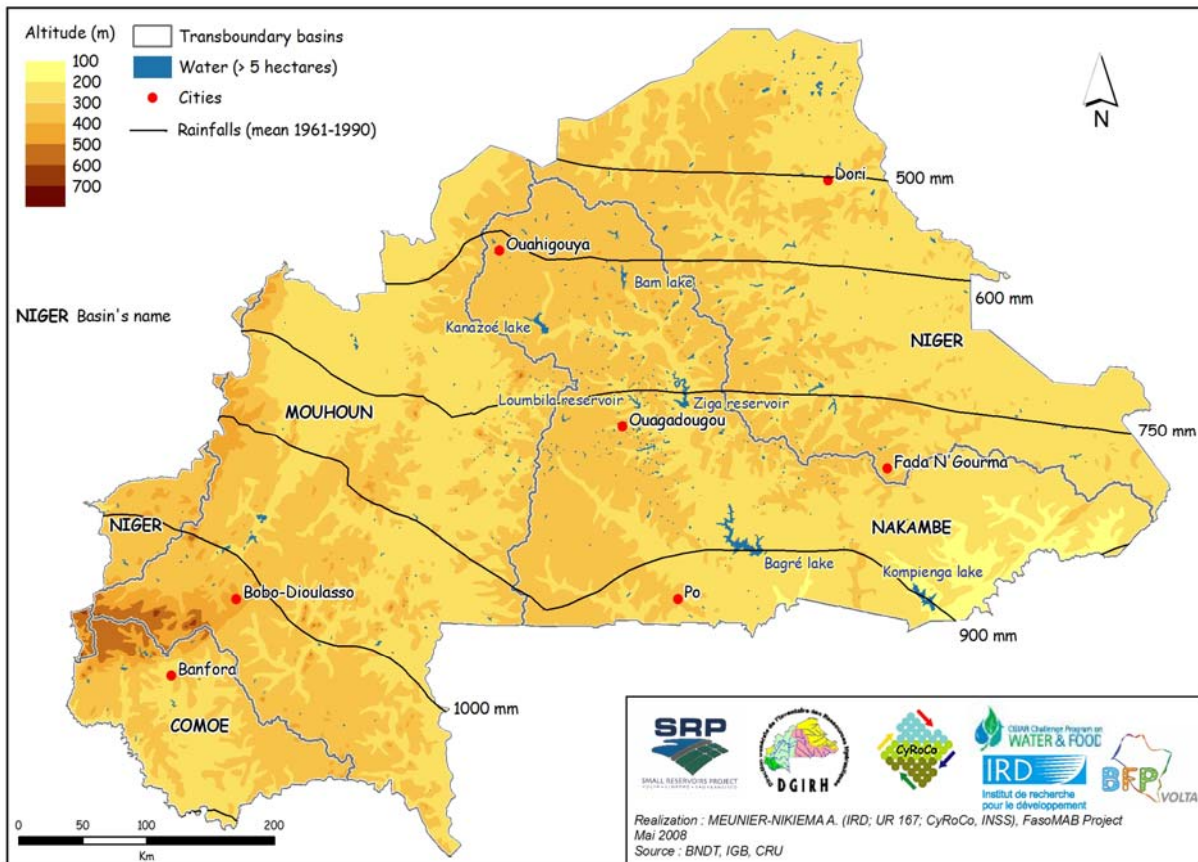 Altitude (m)
100
200
300
400
500
600
700
Transboundary basins
Water (> 5 hectares)
Cities
Rainfalls (mean 1961-1990)
N
Dori
500 mm
Ouahigouya
Bam lake
600 mm
NIGER Basin's name
Kanazoé lake
NIGER
MOUHOUN
Loumbila reservoir
Ziga reservoir
Ouagadougou
750 mm
Fada N'Gourma
NIGER
NAKAMBE
Bagré lake
Kompienga lake
Bobo-Dioulasso
Po
900 mm
Banfora
1000 mm
COMOE
0 50 100 200
Km
SRP
SMALL RESERVOIRS PROJECT
DGIRH
CyRoCo
CGIAR Challenge Program on
WATER & FOOD
IRD
Institut de recherche
pour le développement
BFP
VOLTA
Realization : MEUNIER-NIKIEMA A. (IRD; UR 167; CyRoCo, INSS), FasoMAB Project
Mai 2008
Source : BNDT, IGB, CRU